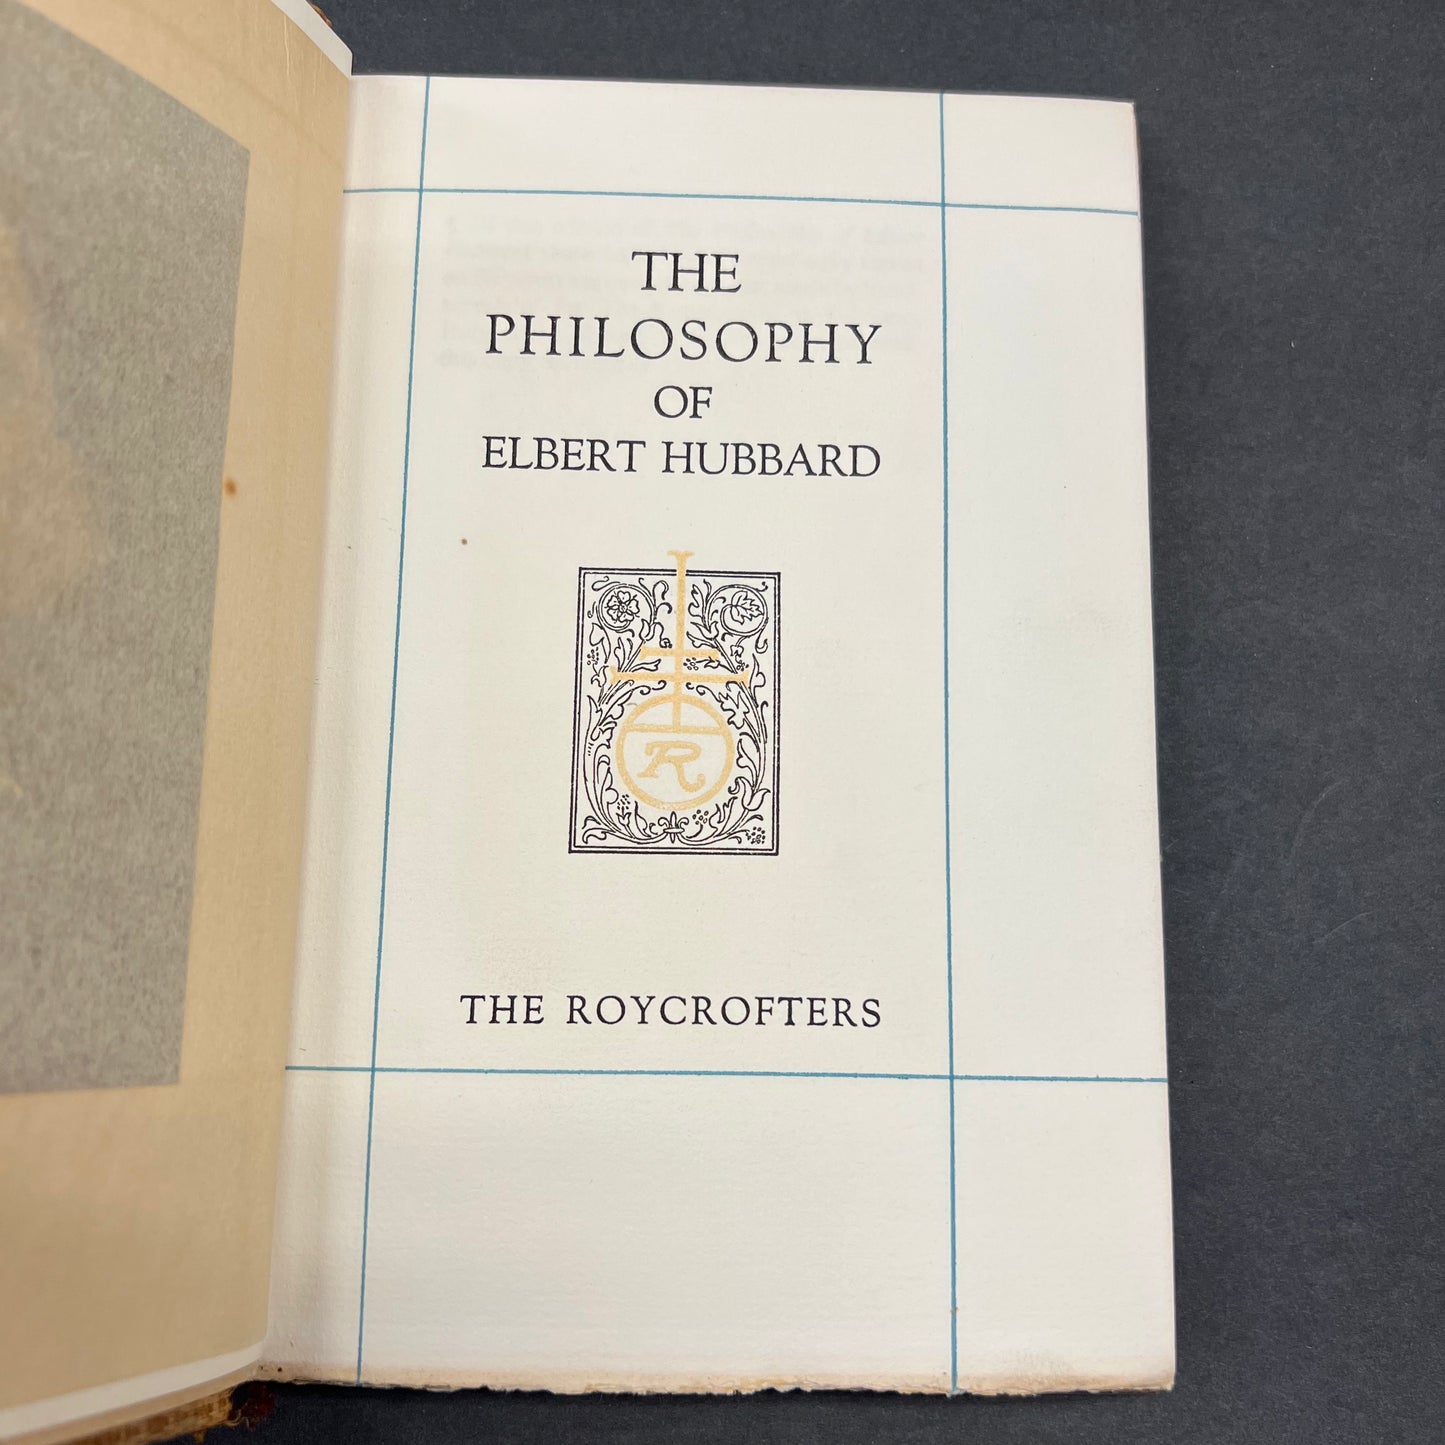 THE
PHILOSOPHY
OF
ELBERT HUBBARD
R
THE ROYCROFTERS